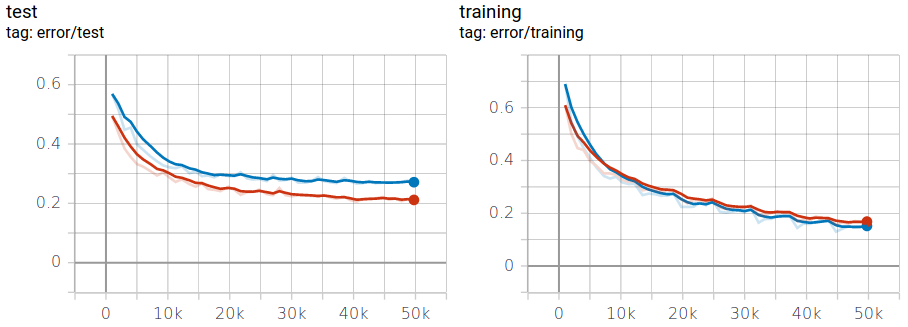 test
tag: error/test
0.6
0.4
0.2
0
0 10k 20k 30k 40k 50k
training
tag: error/training
0.6
0.4
0.2
0
0 10k 20k 30k 40k 50k